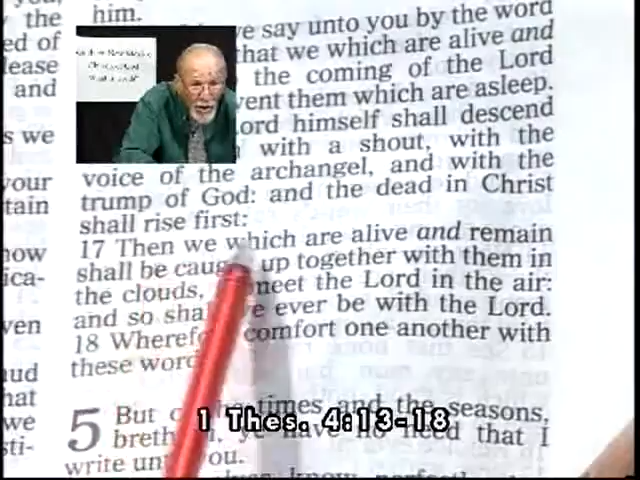 him.
we say unto you by the word
that we which are alive and
the coming of the Lord
vent them which are asleep.
ord himself shall descend
with a shout, with the
voice of the archangel, and with the
trump of God: and the dead in Christ
shall rise first:
17 Then we which are alive and remain
shall be caug up together with them in
the clouds, meet the Lord in the air:
and so sha e ever be with the Lord.
18 Wheref comfort one another with
these word
5 But times and the seasons,
breth ye have no need that I
write un you.
1 Thes. 4:13-18
the
ed of
lease
and
s we
your
tain
now
ica-
ven
aud
hat
we
sti-